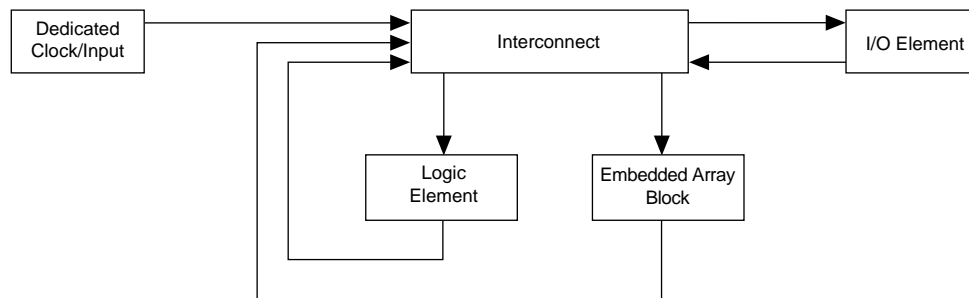 Dedicated
Clock/Input
Interconnect
I/O Element
Logic
Element
Embedded Array
Block